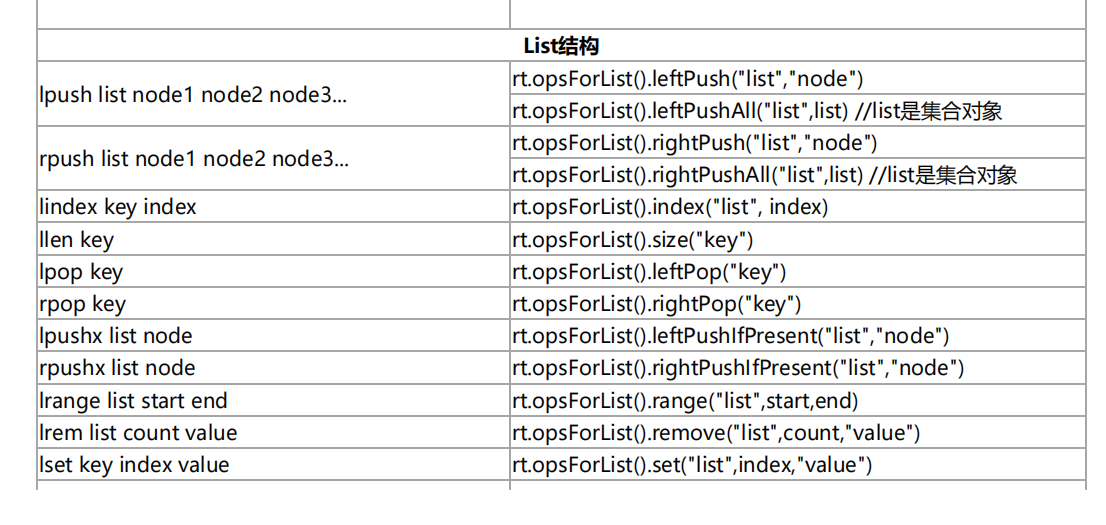 List结构
lpush list node1 node2 node3...
rt.opsForList().leftPush("list","node")
rt.opsForList().leftPushAll("list",list) //list是集合对象
rpush list node1 node2 node3...
rt.opsForList().rightPush("list","node")
rt.opsForList().rightPushAll("list",list) //list是集合对象
lindex key index
rt.opsForList().index("list", index)
llen key
rt.opsForList().size("key")
lpop key
rt.opsForList().leftPop("key")
rpop key
rt.opsForList().rightPop("key")
lpushx list node
rt.opsForList().leftPushIfPresent("list","node")
rpushx list node
rt.opsForList().rightPushIfPresent("list","node")
lrange list start end
rt.opsForList().range("list",start,end)
lrem list count value
rt.opsForList().remove("list",count,"value")
lset key index value
rt.opsForList().set("list",index,"value")